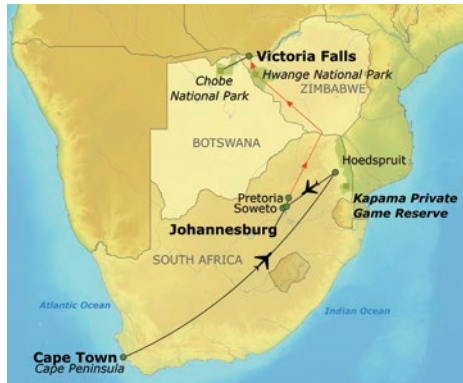 Victoria Falls
Hwange National Park
Chobe
National Park
ZIMBABWE
BOTSWANA
Hoedspruit
Pretoria
Soweto
Kapama Private
Game Reserve
Johannesburg
SOUTH AFRICA
Atlantic Ocean
Indian Ocean
Cape Town
Cape Peninsula